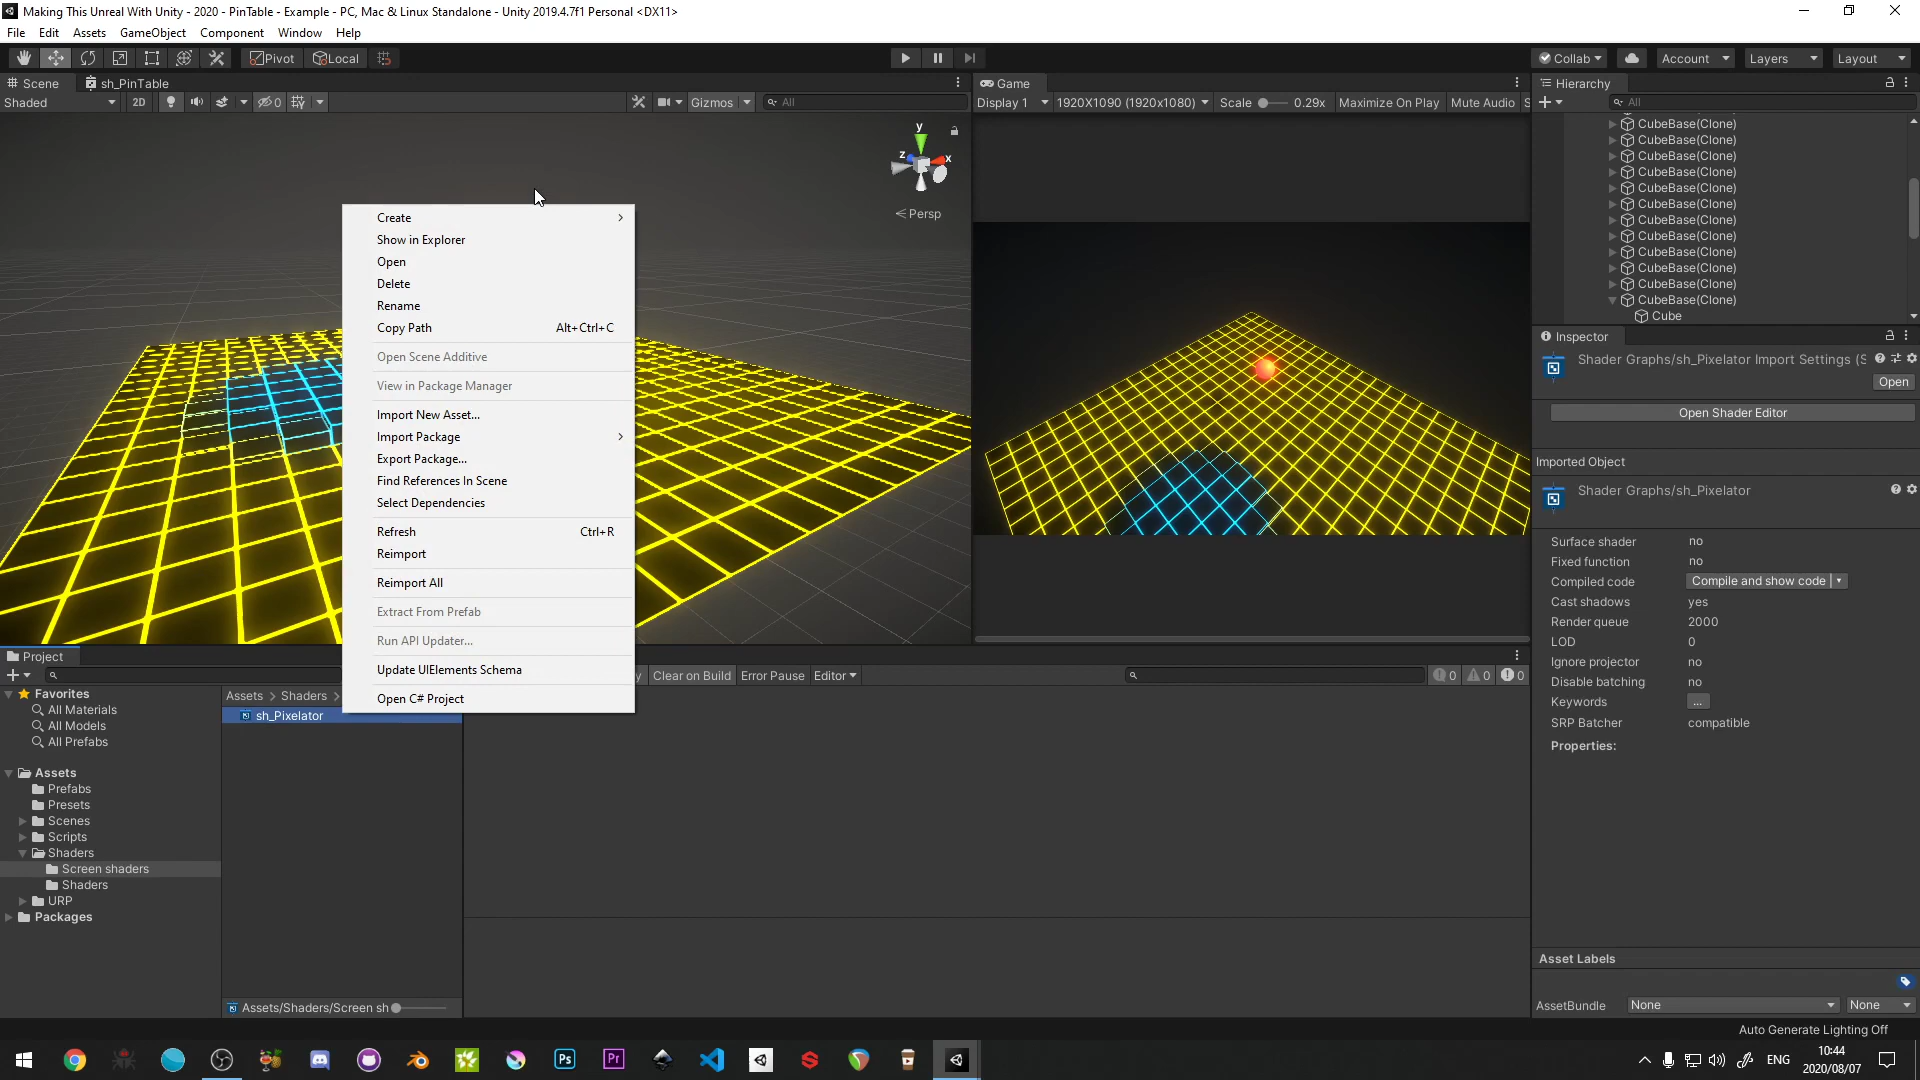 Making This Unreal With Unity - 2020 - PinTable - Example - PC, Mac & Linux Standalone - Unity 2019.4.7f1 Personal <DX11>
File Edit Assets GameObject Component Window Help
Pivot Local Collab Account Layers Layout
Scene sh_PinTable Game Hierarchy
Shaded 2D 0 Gizmos All Display 1 1920X1090 (1920x1080) Scale 0.29x Maximize On Play Mute Audio S All
y
z x
Persp
CubeBase(Clone)
CubeBase(Clone)
CubeBase(Clone)
CubeBase(Clone)
CubeBase(Clone)
CubeBase(Clone)
CubeBase(Clone)
CubeBase(Clone)
CubeBase(Clone)
CubeBase(Clone)
CubeBase(Clone)
CubeBase(Clone)
Cube
Create
Show in Explorer
Open
Delete
Rename
Copy Path Alt+Ctrl+C
Open Scene Additive
View in Package Manager
Import New Asset...
Import Package
Export Package...
Find References In Scene
Select Dependencies
Refresh Ctrl+R
Reimport
Reimport All
Extract From Prefab
Run API Updater...
Update UIElements Schema
Open C# Project
Inspector
Shader Graphs/sh_Pixelator Import Settings (S
Open
Open Shader Editor
Imported Object
Shader Graphs/sh_Pixelator
Surface shader no
Fixed function no
Compiled code Compile and show code
Cast shadows yes
Render queue 2000
LOD 0
Ignore projector no
Disable batching no
Keywords ...
SRP Batcher compatible
Properties:
Asset Labels
AssetBundle None None
Auto Generate Lighting Off
Project
y Clear on Build Error Pause Editor 0 0 0
Favorites
All Materials
All Models
All Prefabs
Assets
Prefabs
Presets
Scenes
Scripts
Shaders
Screen shaders
Shaders
URP
Packages
Assets > Shaders >
sh_Pixelator
Assets/Shaders/Screen sh
Ps Pr
ENG 10:44
2020/08/07